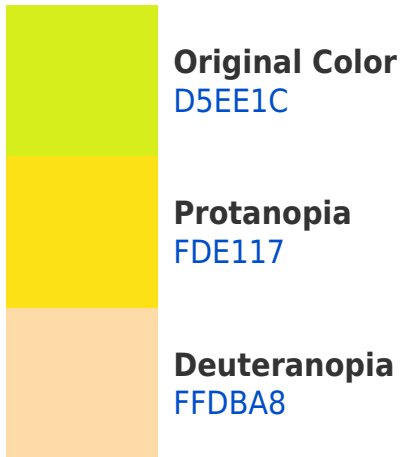 Original Color
D5EE1C
Protanopia
FDE117
Deuteranopia
FFDBA8